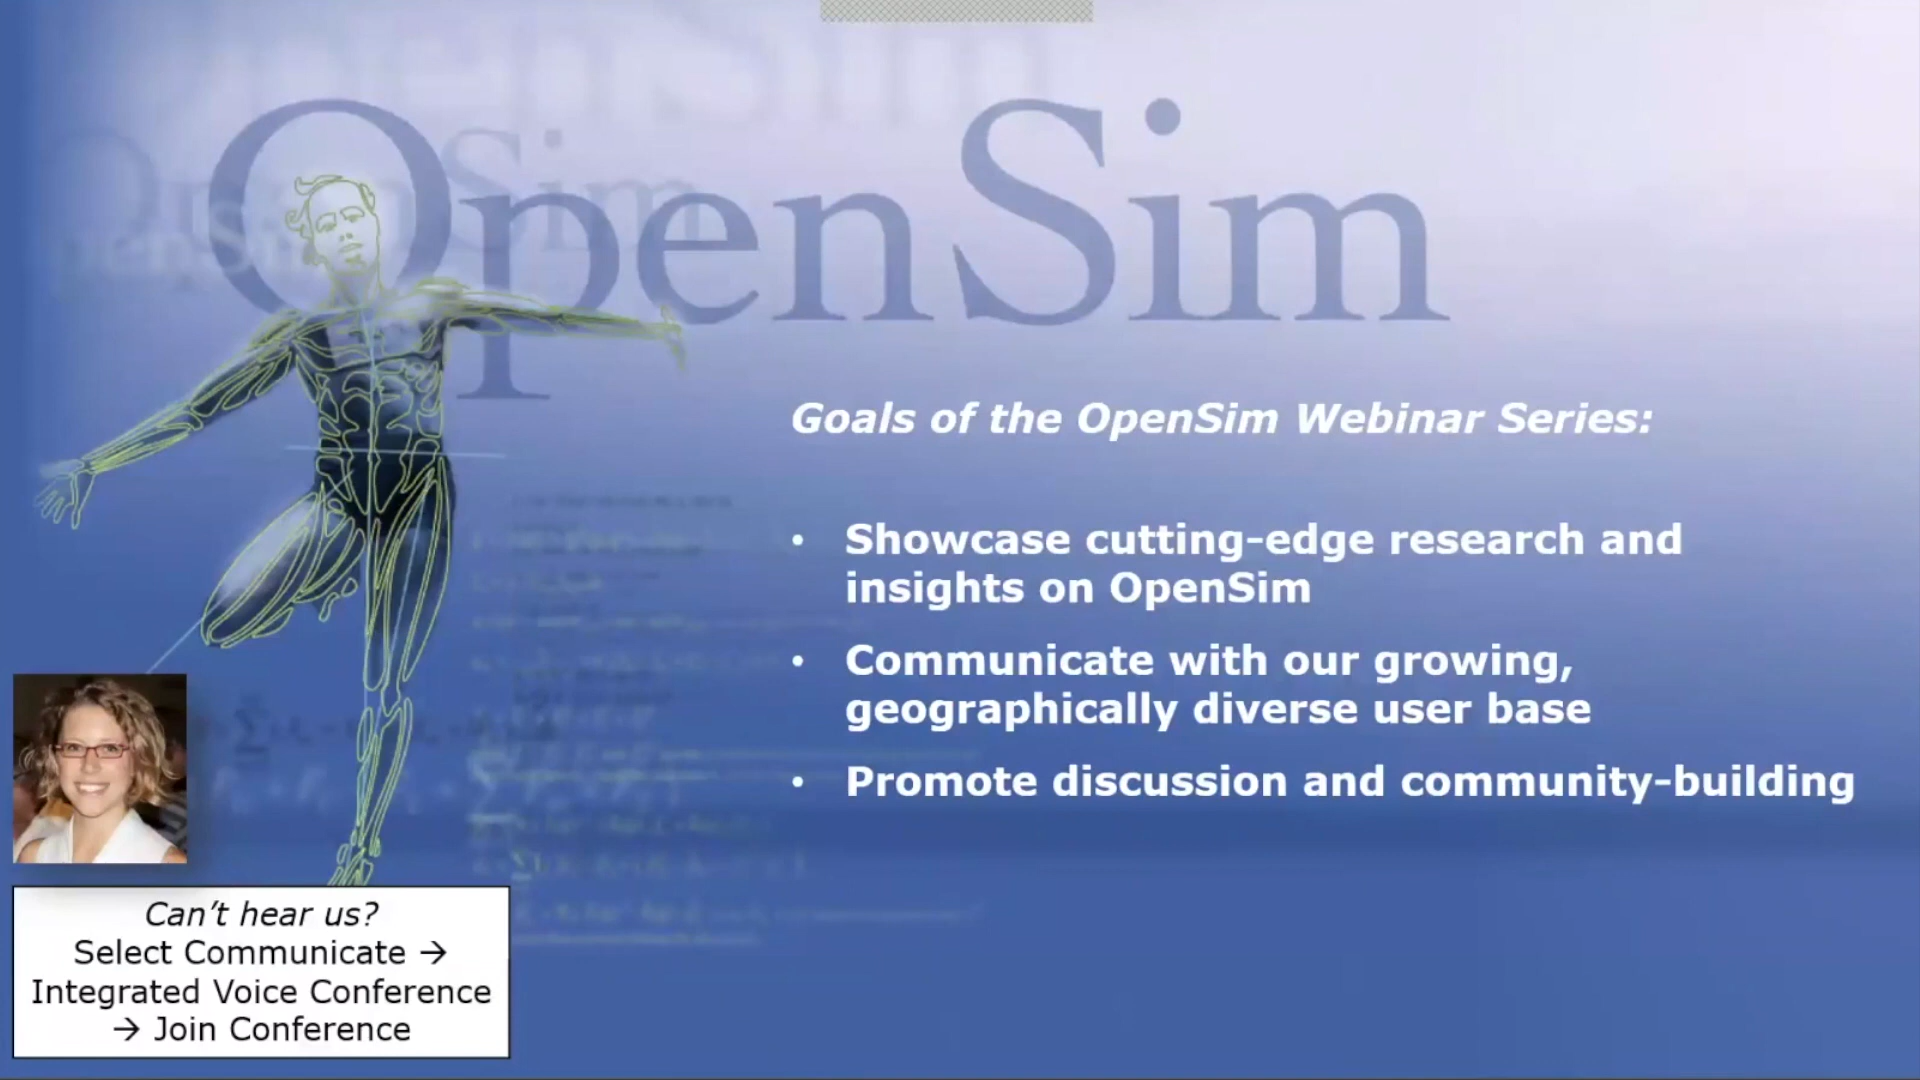 OpenSim
Goals of the OpenSim Webinar Series:
• Showcase cutting-edge research and
insights on OpenSim
• Communicate with our growing,
geographically diverse user base
• Promote discussion and community-building
Can't hear us?
Select Communicate →
Integrated Voice Conference
→ Join Conference